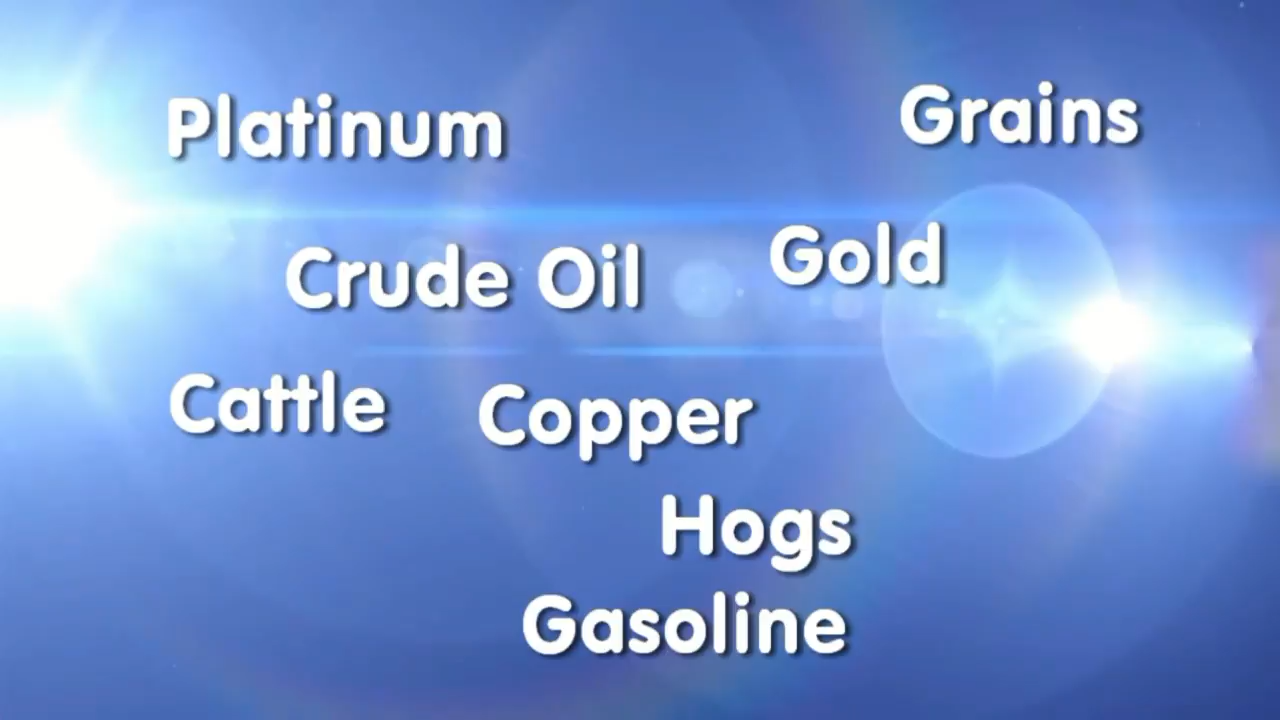 Platinum
Grains
Crude Oil
Gold
Cattle
Copper
Hogs
Gasoline